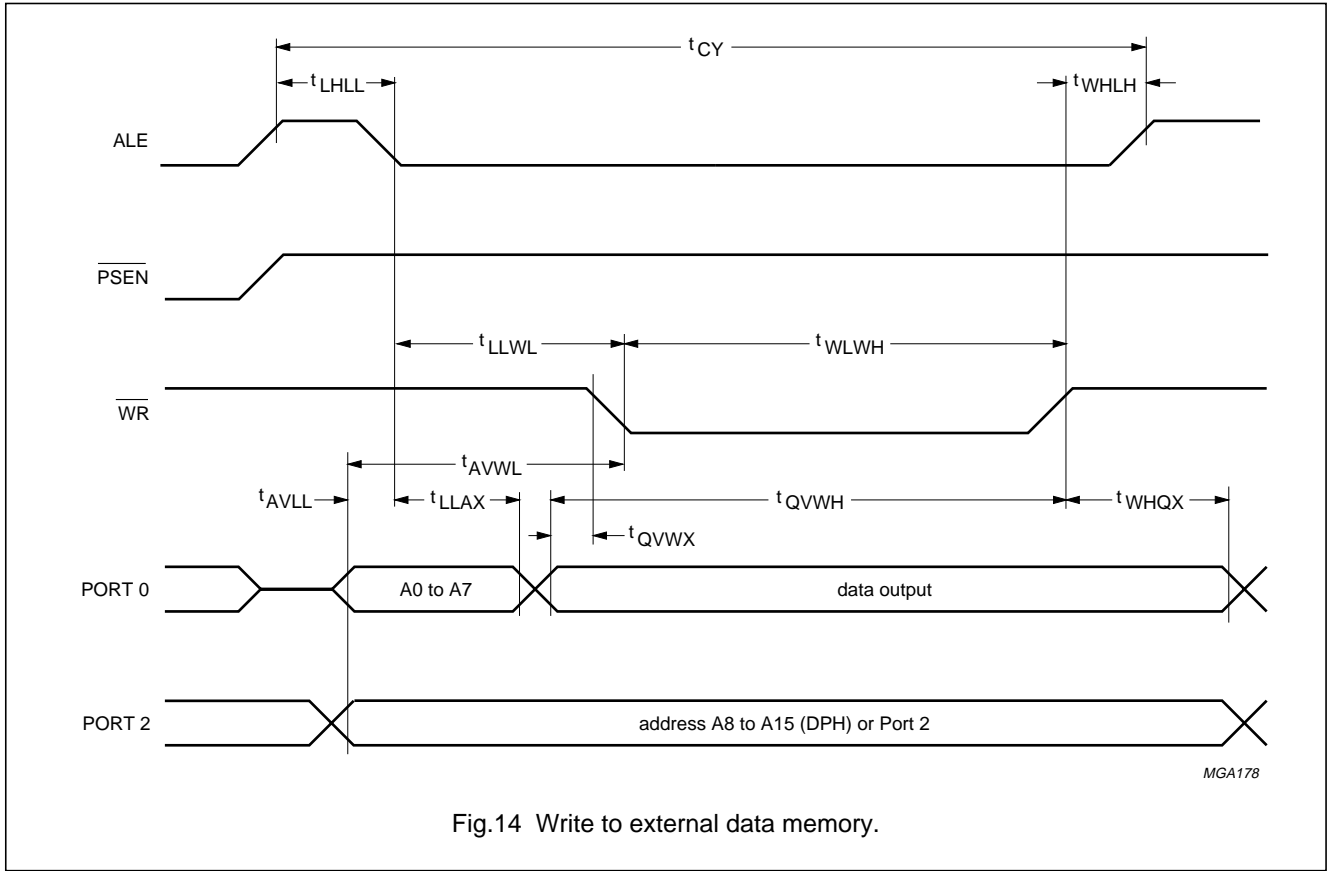 tCY
tLHLL
tWHLH
ALE
PSEN
tLLWL
tWLWH
WR
tAVWL
tAVLL
tLLAX
tQVWH
tWHQX
tQVWX
PORT 0
A0 to A7
data output
PORT 2
address A8 to A15 (DPH) or Port 2
MGA178
Fig.14 Write to external data memory.